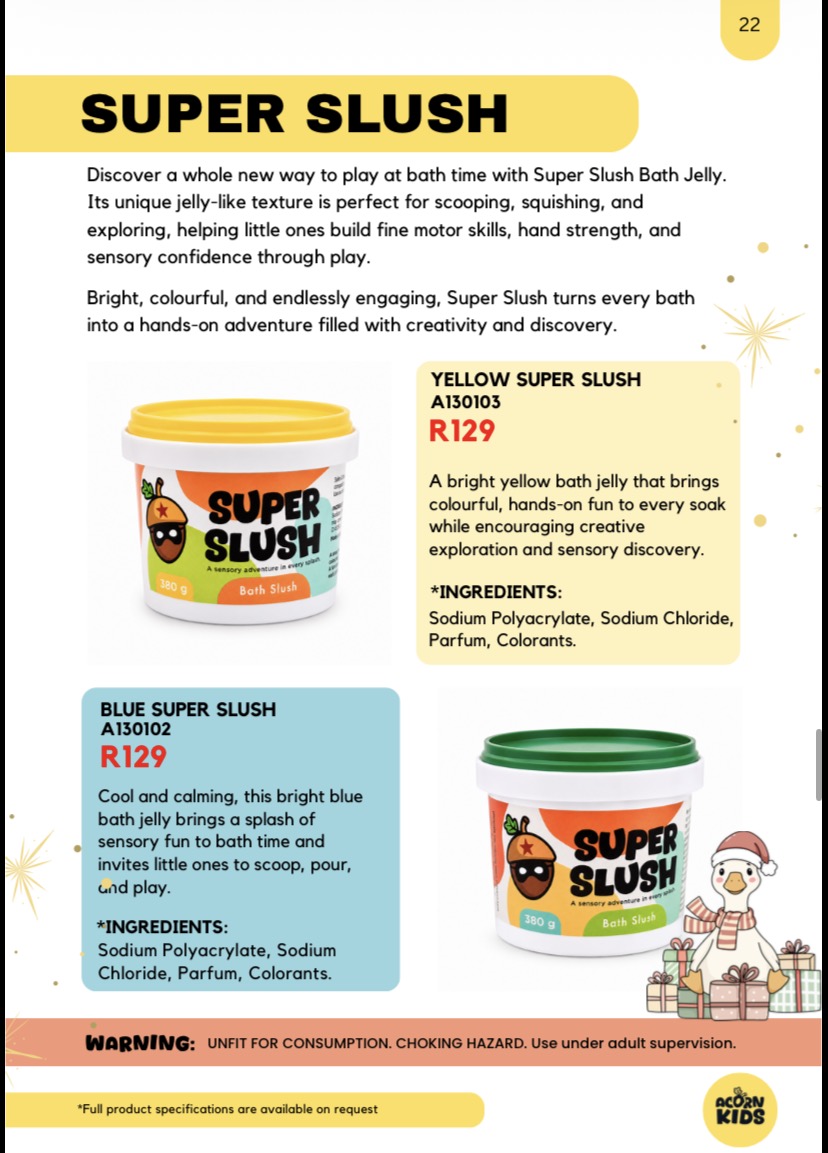 22
SUPER SLUSH
Discover a whole new way to play at bath time with Super Slush Bath Jelly.
Its unique jelly-like texture is perfect for scooping, squishing, and
exploring, helping little ones build fine motor skills, hand strength, and
sensory confidence through play.
Bright, colourful, and endlessly engaging, Super Slush turns every bath
into a hands-on adventure filled with creativity and discovery.
SUPER
SLUSH
A sensory adventure in every splash.
380 g
Bath Slush
YELLOW SUPER SLUSH
A130103
R129
A bright yellow bath jelly that brings
colourful, hands-on fun to every soak
while encouraging creative
exploration and sensory discovery.
*INGREDIENTS:
Sodium Polyacrylate, Sodium Chloride,
Parfum, Colorants.
BLUE SUPER SLUSH
A130102
R129
Cool and calming, this bright blue
bath jelly brings a splash of
sensory fun to bath time and
invites little ones to scoop, pour,
and play.
*INGREDIENTS:
Sodium Polyacrylate, Sodium
Chloride, Parfum, Colorants.
SUPER
SLUSH
A sensory adventure in every splash.
380 g
Bath Slush
WARNING: UNFIT FOR CONSUMPTION. CHOKING HAZARD. Use under adult supervision.
*Full product specifications are available on request
ACORN
KIDS